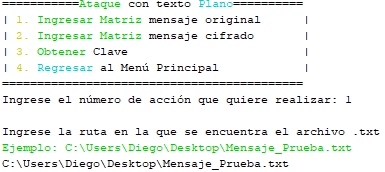 ===========Ataque con texto Plano==========
| 1. Ingresar Matriz mensaje original      |
| 2. Ingresar Matriz mensaje cifrado       |
| 3. Obtener Clave                         |
| 4. Regresar al Menú Principal            |
===========================================
Ingrese el número de acción que quiere realizar: 1
Ingrese la ruta en la que se encuentra el archivo .txt
Ejemplo: C:\Users\Diego\Desktop\Mensaje_Prueba.txt
C:\Users\Diego\Desktop\Mensaje_Prueba.txt